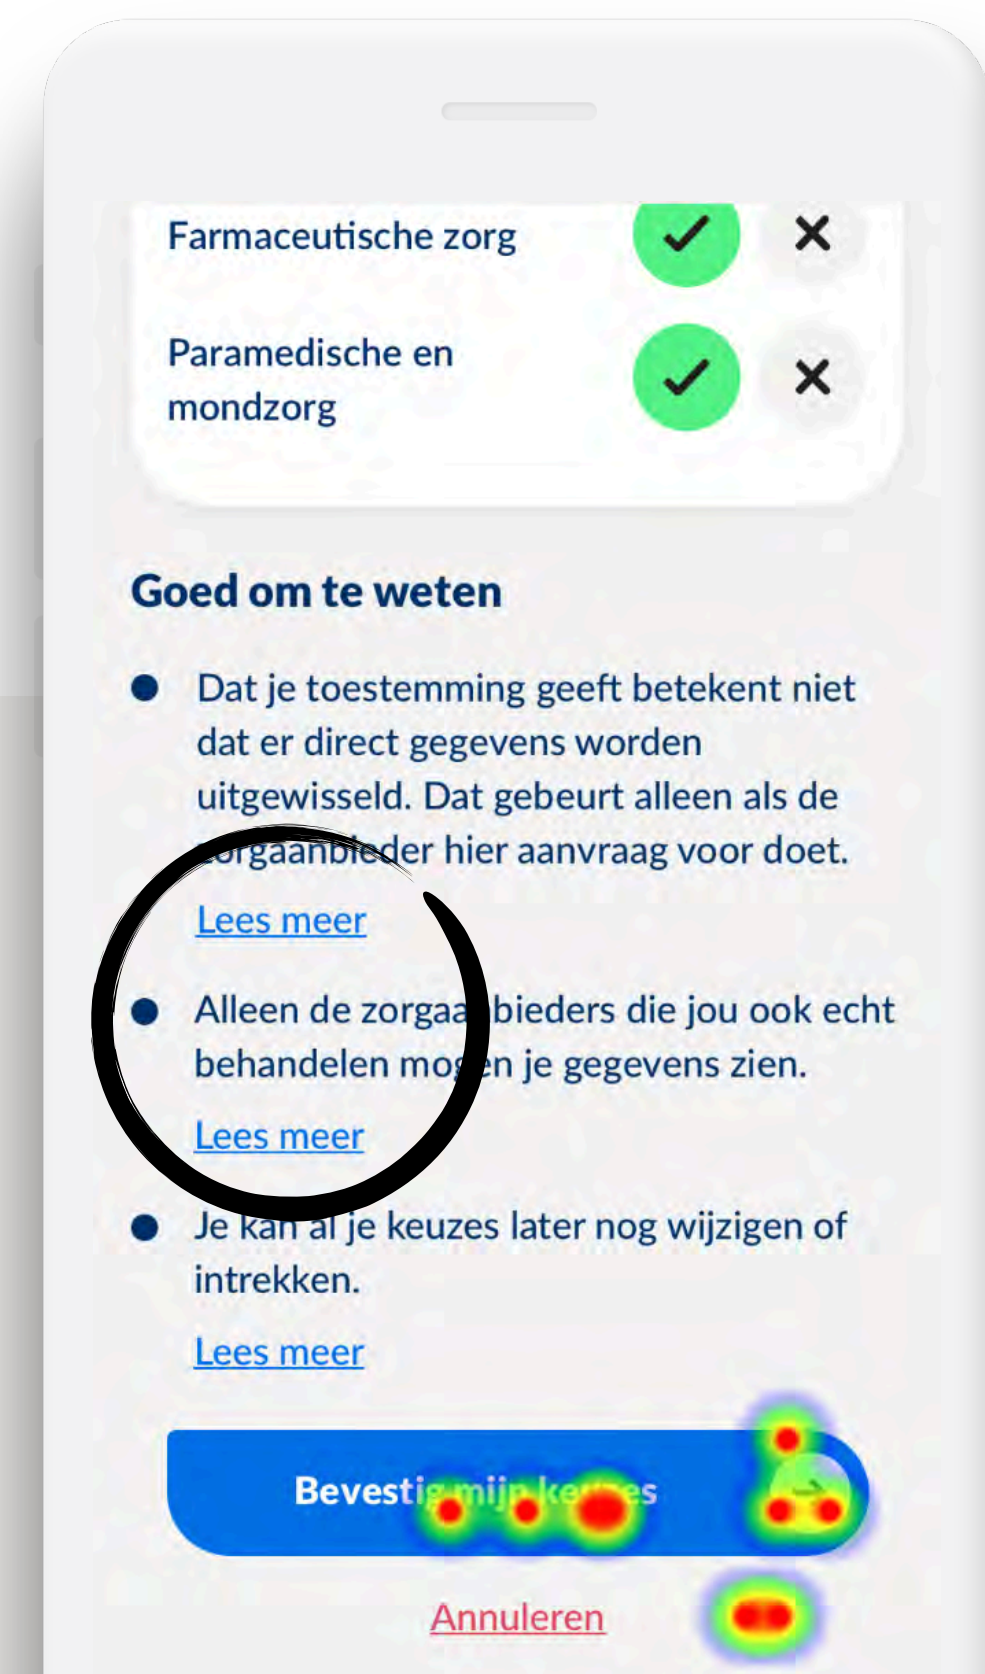 Farmaceutische zorg
Paramedische en
mondzorg
Goed om te weten
Dat je toestemming geeft betekent niet
dat er direct gegevens worden
uitgewisseld. Dat gebeurt alleen als de
zorgaanbieder hier aanvraag voor doet.
Lees meer
Alleen de zorgaanbieders die jou ook echt
behandelen mogen je gegevens zien.
Lees meer
Je kan al je keuzes later nog wijzigen of
intrekken.
Lees meer
Bevestig mijn keuzes
Annuleren